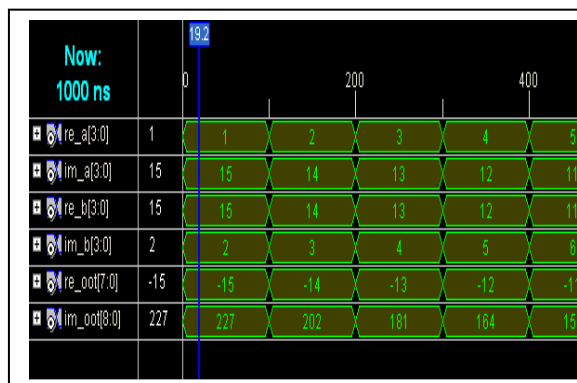 19.2
Now:
1000 ns
0 200 400
re_a[3:0] 1 1 2 3 4 5
im_a[3:0] 15 15 14 13 12 11
re_b[3:0] 15 15 14 13 12 11
im_b[3:0] 2 2 3 4 5 6
re_oot[7:0] -15 -15 -14 -13 -12
im_oot[8:0] 227 227 202 181 164